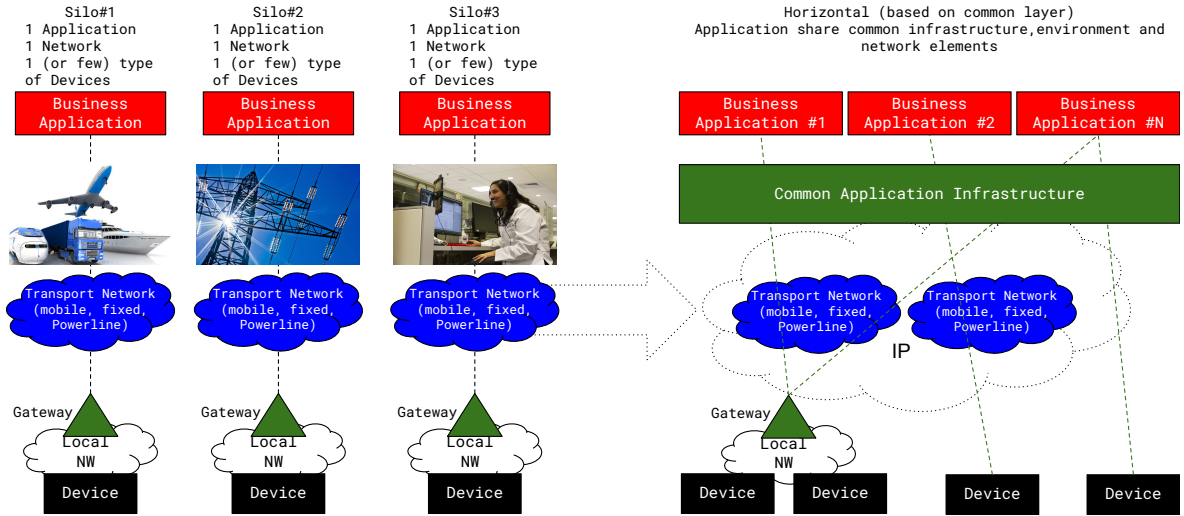 Silo#1
1 Application
1 Network
1 (or few) type
of Devices
Business
Application
Transport Network
(mobile, fixed,
Powerline)
Gateway
Local
NW
Device
Silo#2
1 Application
1 Network
1 (or few) type
of Devices
Business
Application
Transport Network
(mobile, fixed,
Powerline)
Gateway
Local
NW
Device
Silo#3
1 Application
1 Network
1 (or few) type
of Devices
Business
Application
Transport Network
(mobile, fixed,
Powerline)
Gateway
Local
NW
Device
Horizontal (based on common layer)
Application share common infrastructure,environment and
network elements
Business
Application #1
Business
Application #2
Business
Application #N
Common Application Infrastructure
Transport Network
(mobile, fixed,
Powerline)
Transport Network
(mobile, fixed,
Powerline)
IP
Gateway
Local
NW
Device
Device
Device
Device